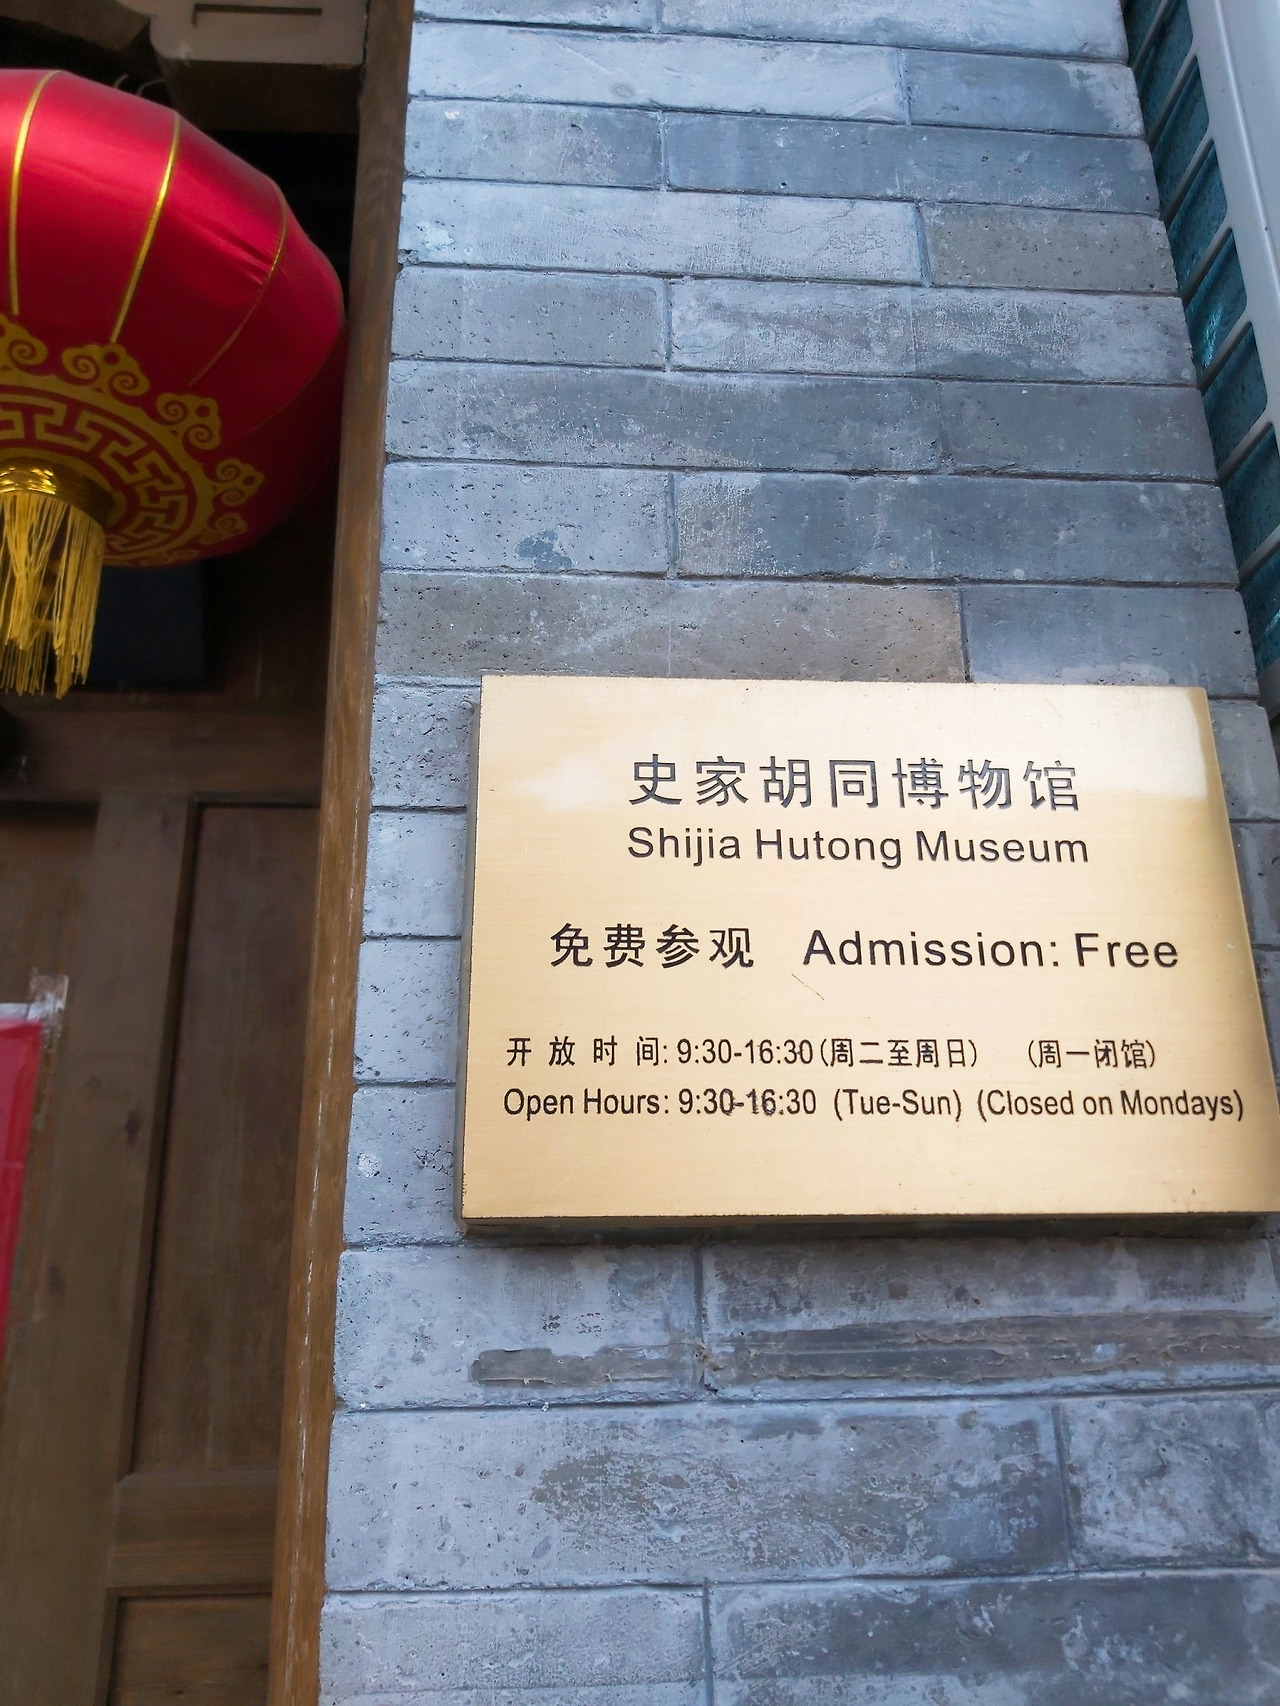 史家胡同博物馆
Shijia Hutong Museum
免费参观 Admission: Free
开放时间: 9:30-16:30 (周二至周日) (周一闭馆)
Open Hours: 9:30-16:30 (Tue-Sun) (Closed on Mondays)